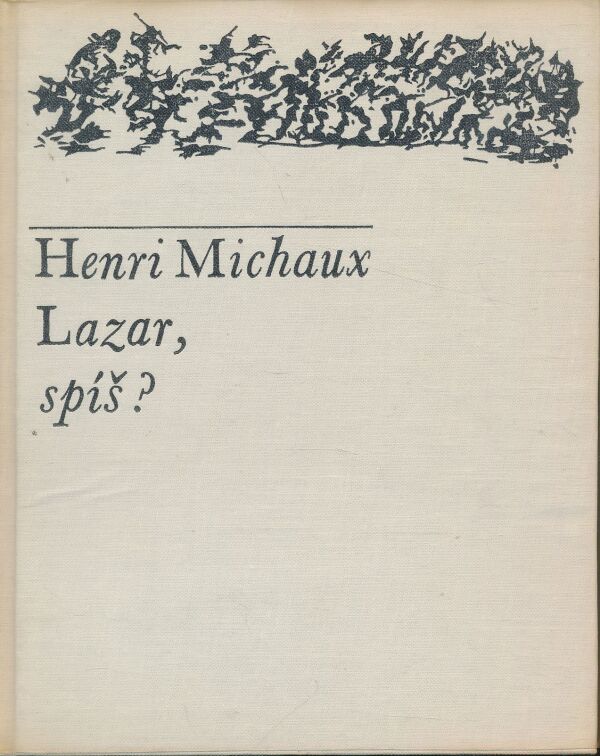 Henri Michaux
Lazar,
spíš?